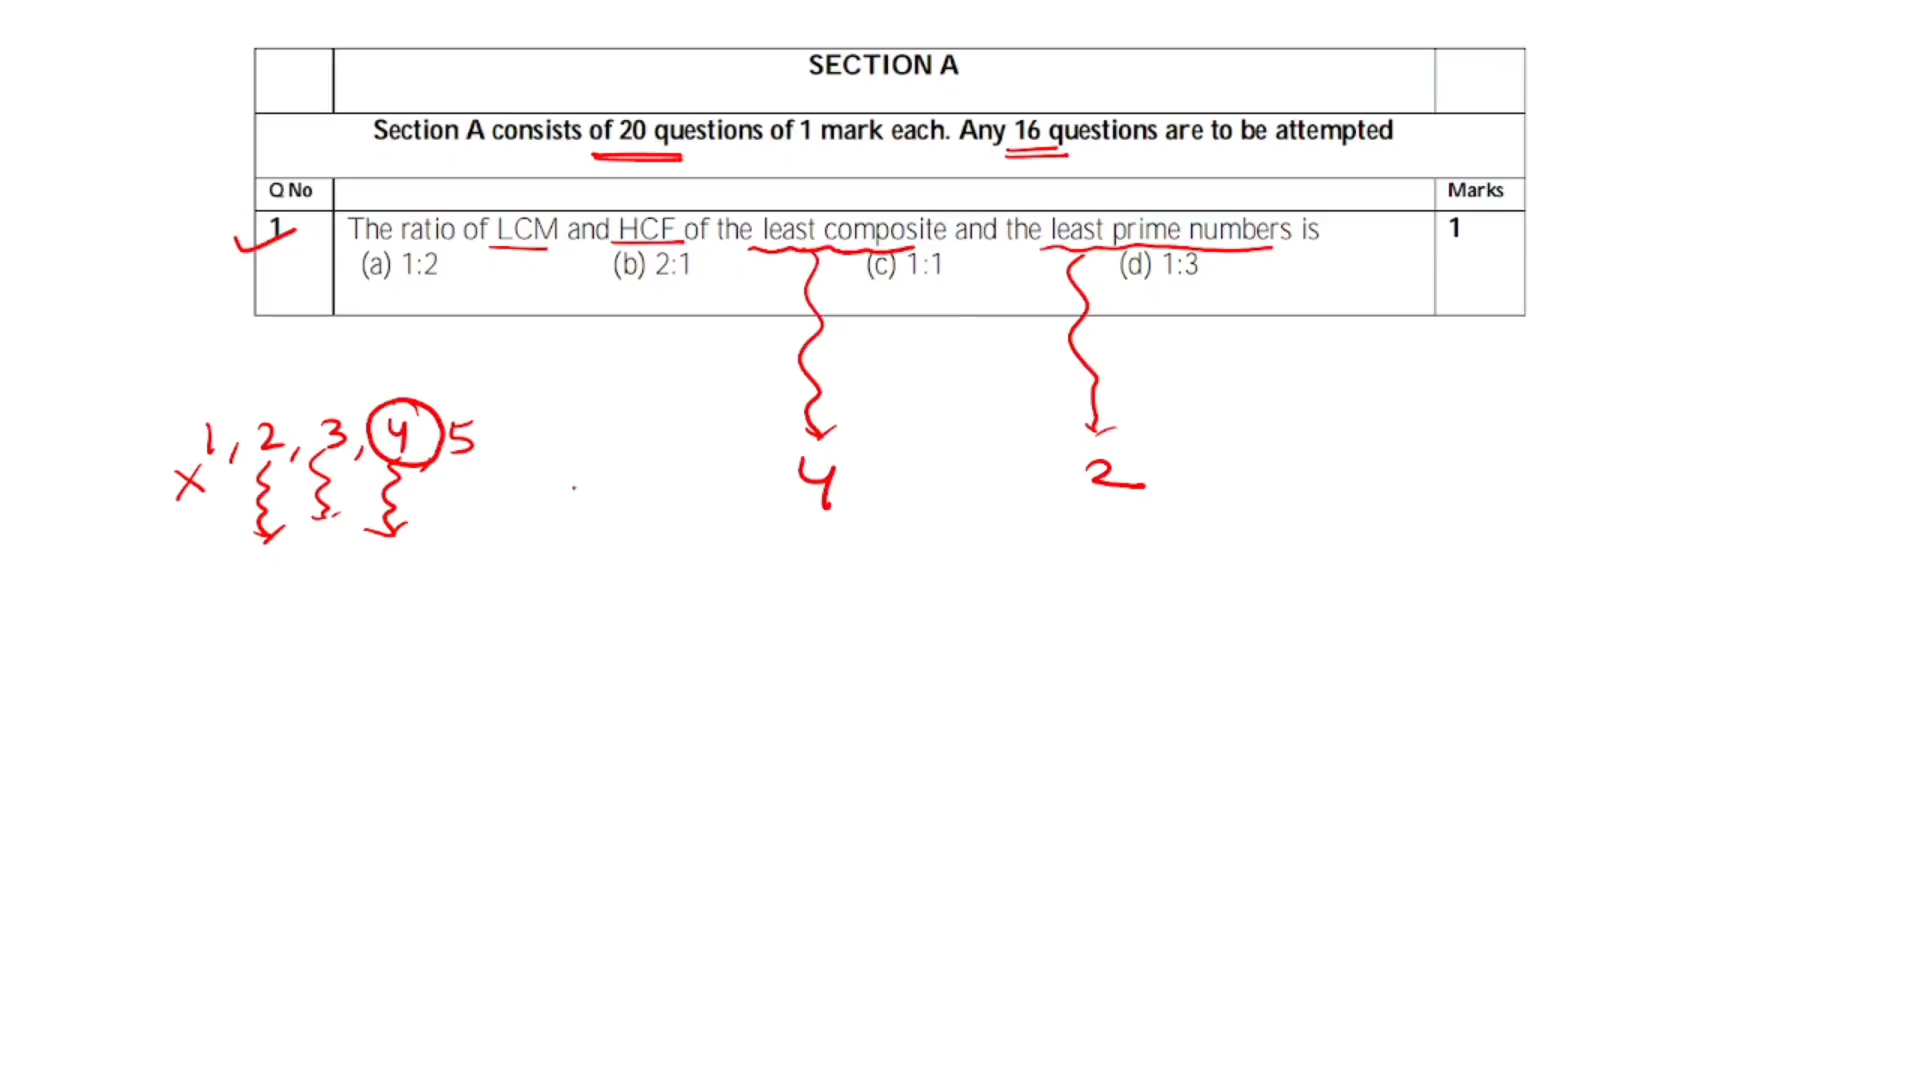 SECTION A
Section A consists of 20 questions of 1 mark each. Any 16 questions are to be attempted
Q No Marks
1 The ratio of LCM and HCF of the least composite and the least prime numbers is 1
(a) 1:2 (b) 2:1 (c) 1:1 (d) 1:3
1, 2, 3, 4 5
4 2